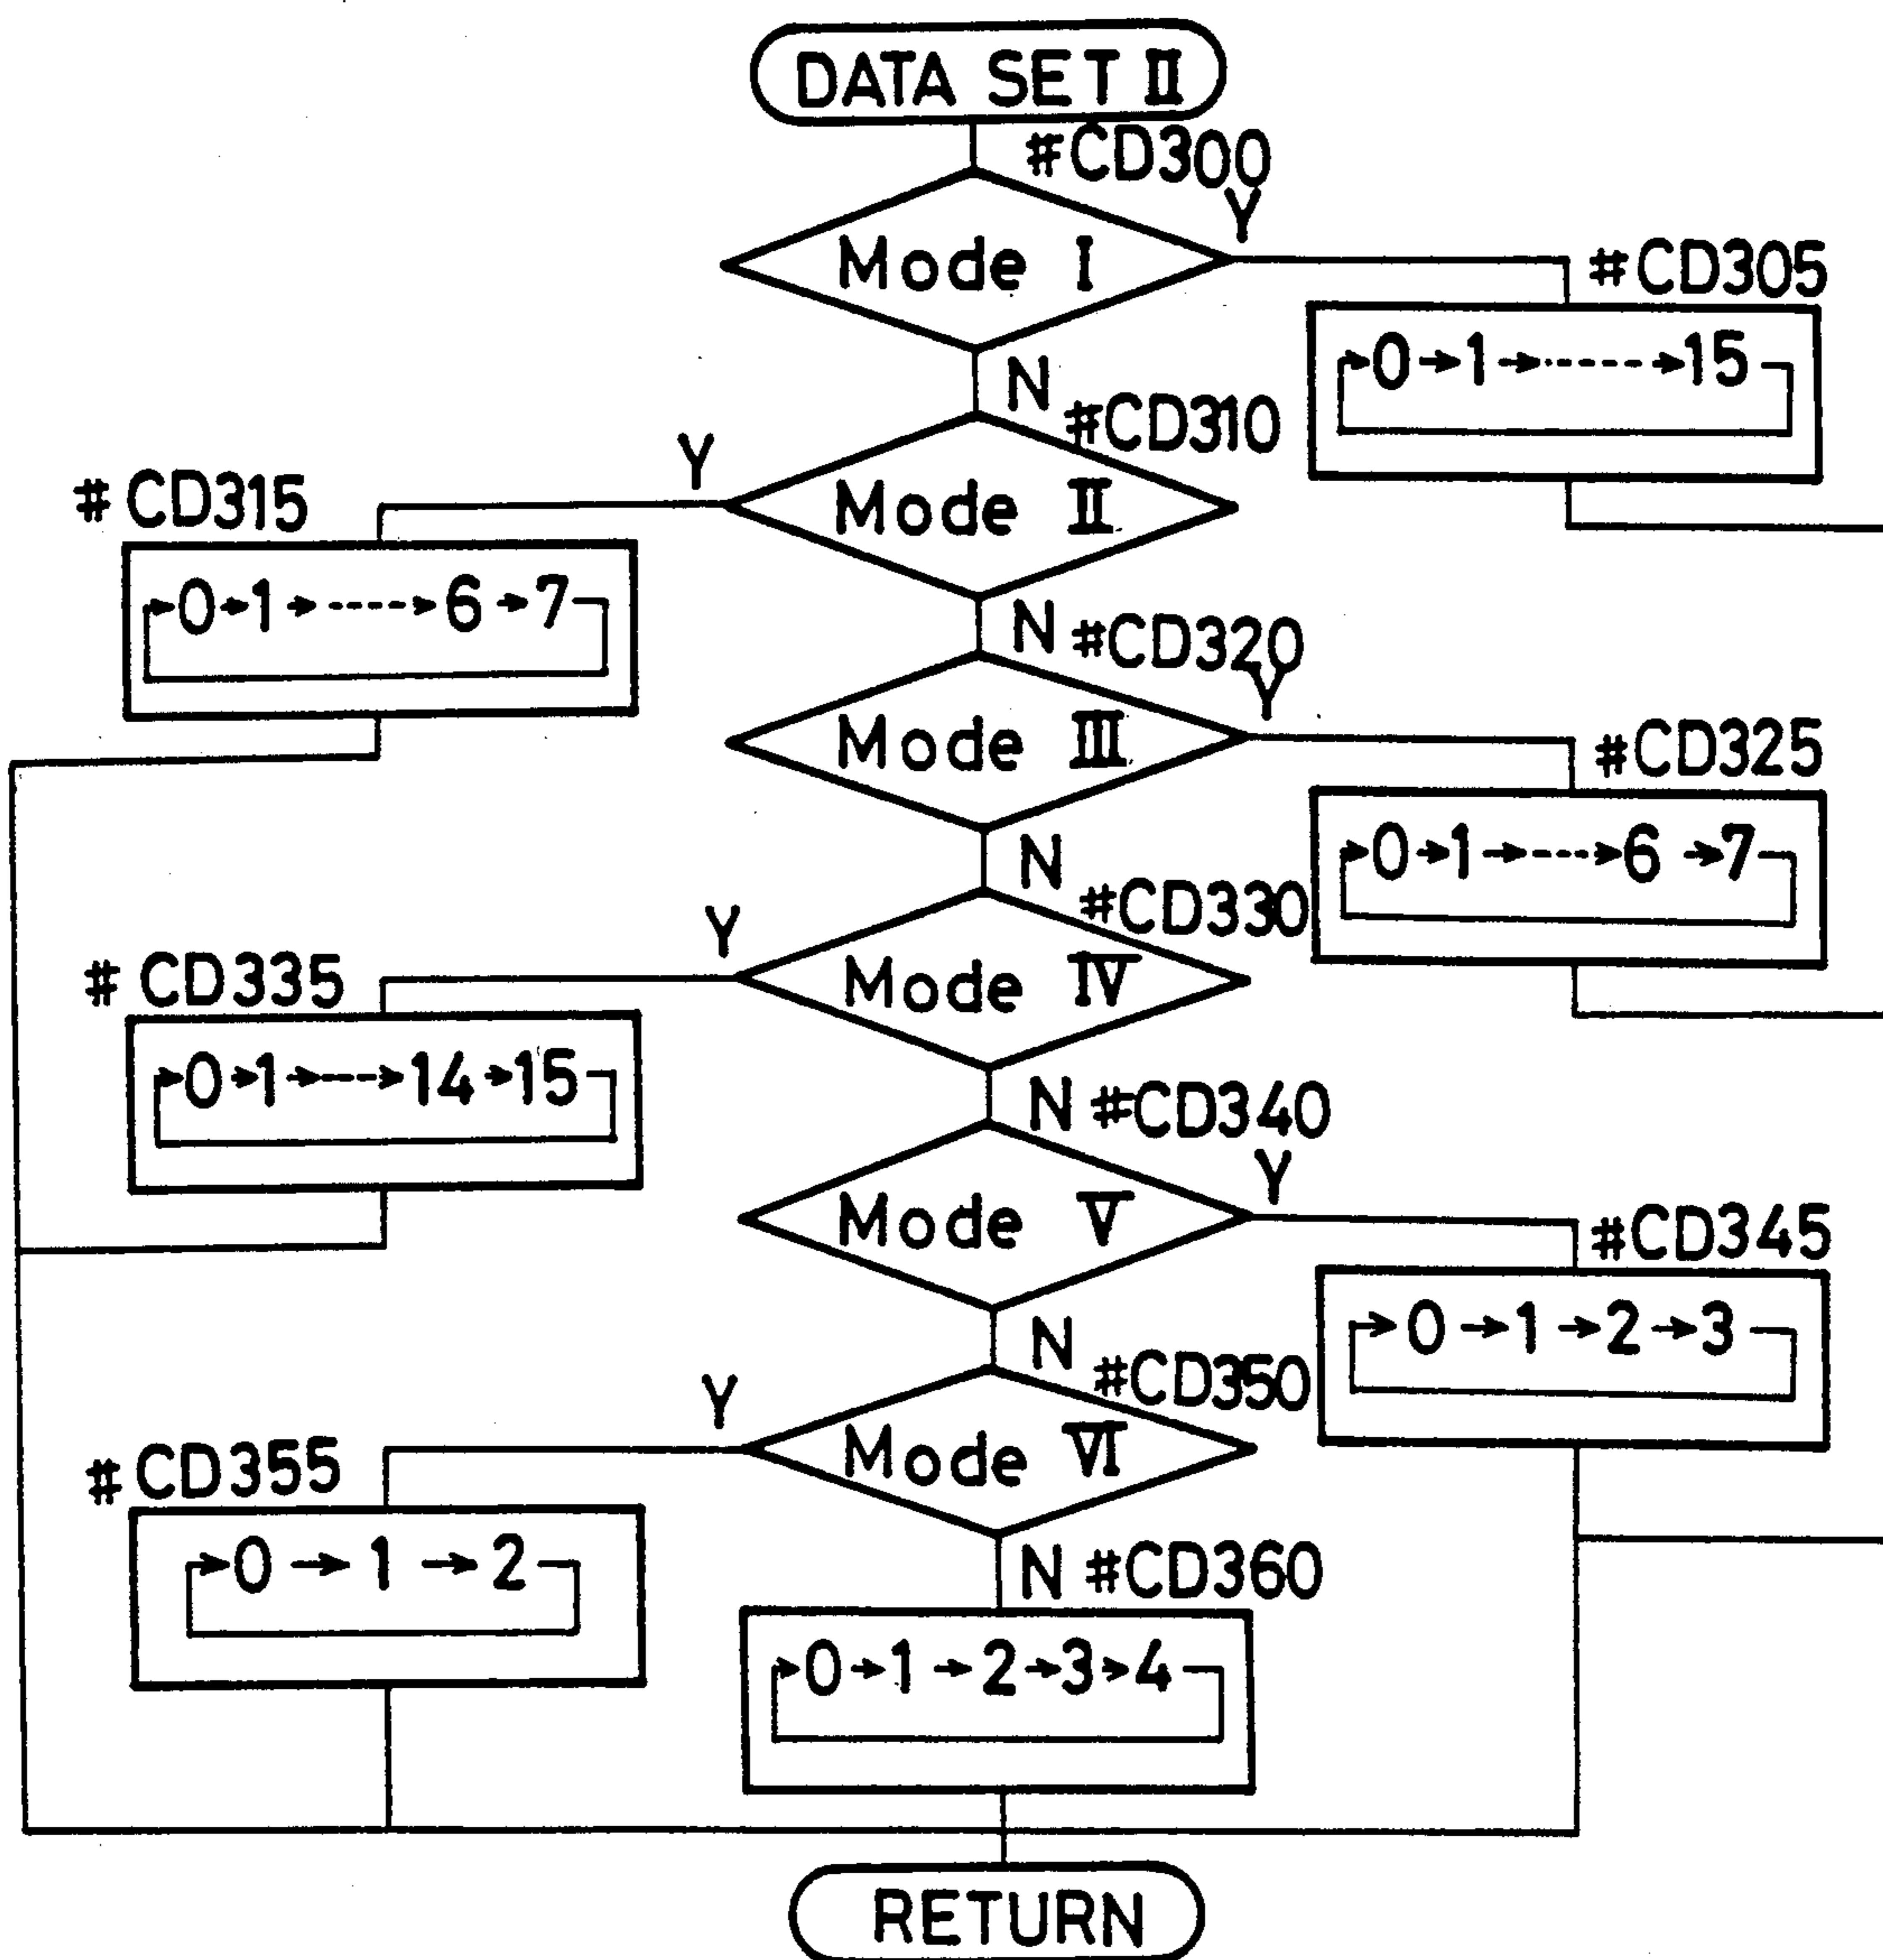 DATA SET II
#CD300
Y
Mode I
#CD305
→0→1→------→15
N
#CD310
Y
#CD315
Mode II
→0→1→----→6→7
N #CD320
Y
Mode III
#CD325
→0→1→---→6→7
N
#CD330
Y
#CD335
Mode IV
→0→1→---→14→15
N #CD340
Y
Mode V
#CD345
→0→1→2→3
N
#CD350
Y
#CD355
Mode VI
→0→1→2
N #CD360
→0→1→2→3→4
RETURN